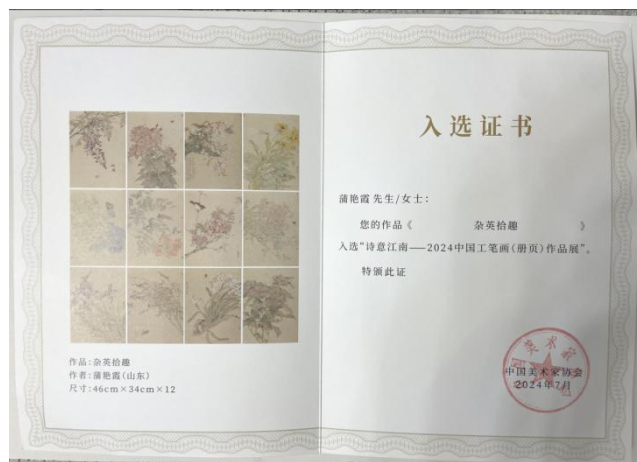 作品:杂英拾趣
作者:蒲艳霞(山东)
尺寸:46cm×34cm×12
入选证书
蒲艳霞 先生/女士:
您的作品《 杂英拾趣 》
入选“诗意江南——2024中国工笔画(册页)作品展”。
特颁此证
中国美术家协会
2024年7月